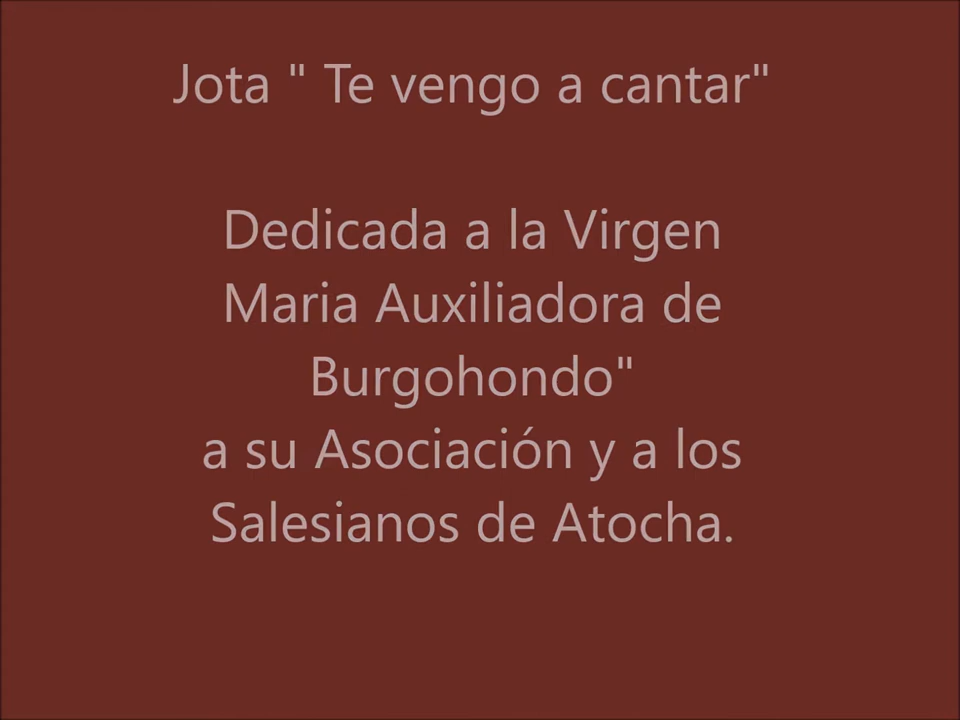 Jota " Te vengo a cantar"
Dedicada a la Virgen
Maria Auxiliadora de
Burgohondo"
a su Asociación y a los
Salesianos de Atocha.